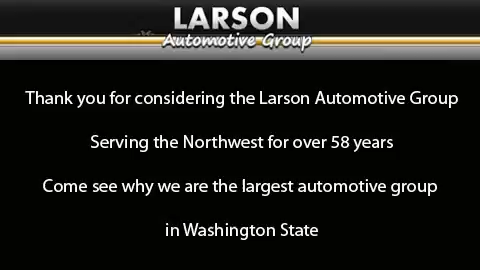 LARSON
Automotive Group
Thank you for considering the Larson Automotive Group
Serving the Northwest for over 58 years
Come see why we are the largest automotive group
in Washington State